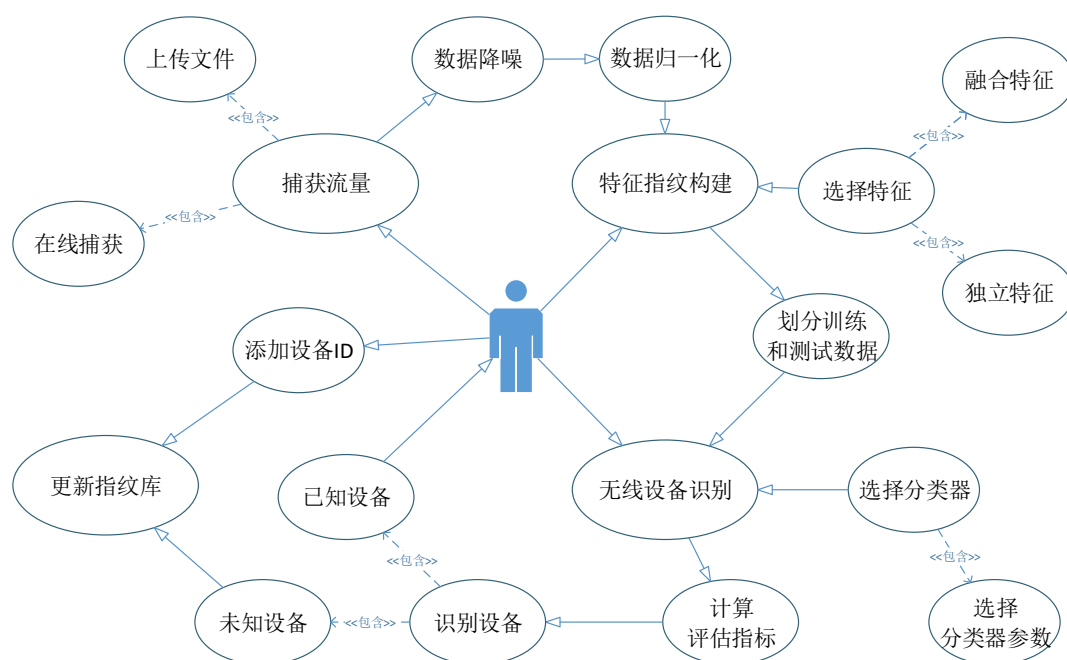 上传文件
数据降噪
数据归一化
融合特征
<<包含>>
<<包含>>
捕获流量
特征指纹构建
选择特征
<<包含>>
在线捕获
<<包含>>
独立特征
添加设备ID
划分训练
和测试数据
更新指纹库
已知设备
无线设备识别
选择分类器
<<包含>>
<<包含>>
未知设备
<<包含>>
识别设备
计算
评估指标
选择
分类器参数